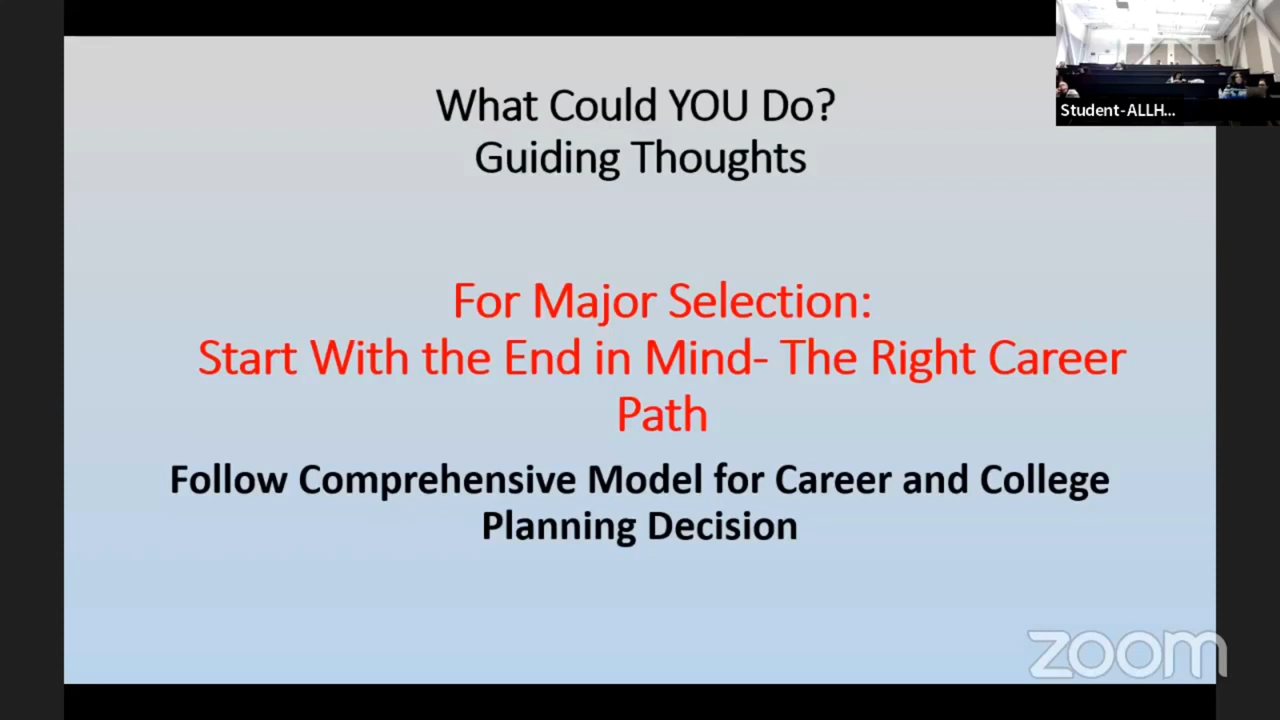 What Could YOU Do?
Guiding Thoughts
Student-ALLH...
For Major Selection:
Start With the End in Mind- The Right Career
Path
Follow Comprehensive Model for Career and College
Planning Decision
zoom